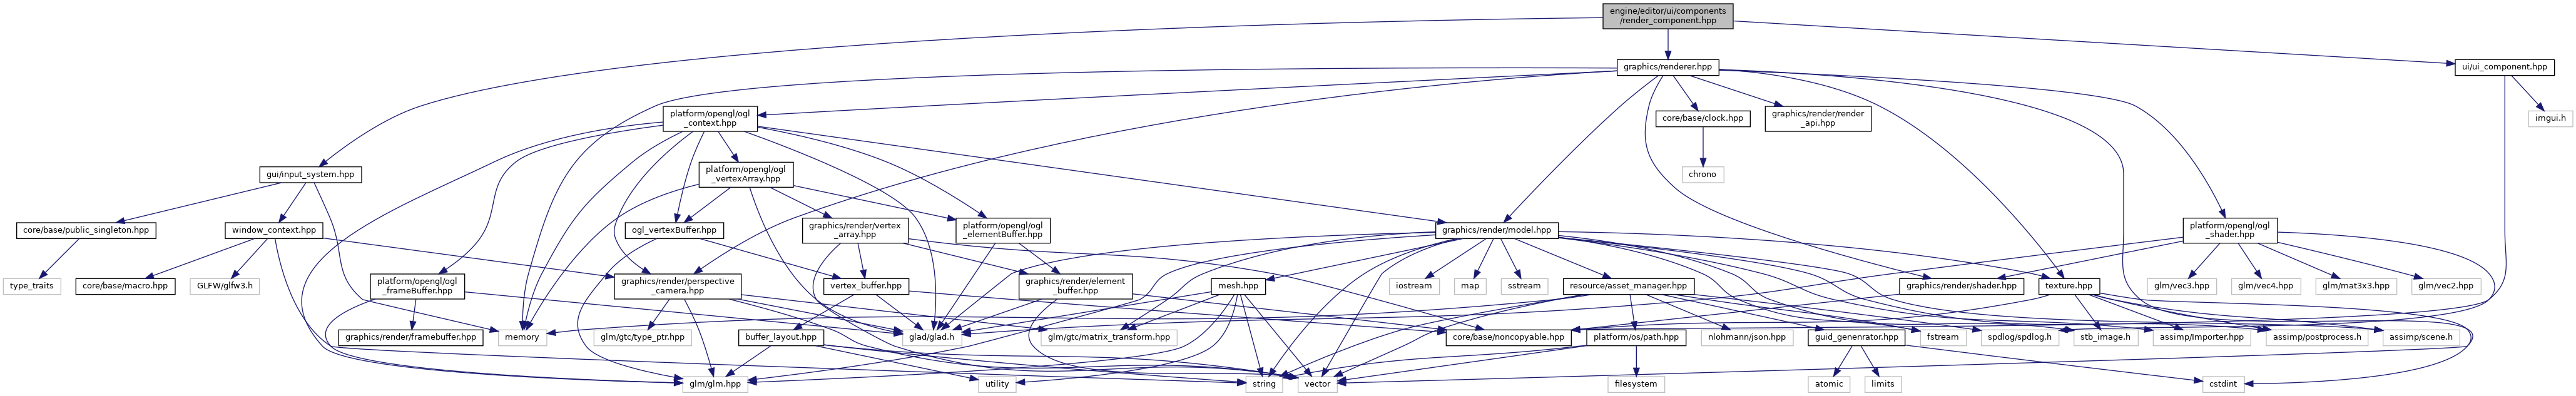 engine/editor/ui/components
/render_component.hpp
graphics/renderer.hpp
ui/ui_component.hpp
platform/opengl/ogl
_context.hpp
core/base/clock.hpp
graphics/render/render
_api.hpp
imgui.h
gui/input_system.hpp
platform/opengl/ogl
_vertexArray.hpp
chrono
core/base/public_singleton.hpp
window_context.hpp
ogl_vertexBuffer.hpp
graphics/render/vertex
_array.hpp
platform/opengl/ogl
_elementBuffer.hpp
graphics/render/model.hpp
platform/opengl/ogl
_shader.hpp
type_traits
core/base/macro.hpp
GLFW/glfw3.h
platform/opengl/ogl
_frameBuffer.hpp
graphics/render/perspective
_camera.hpp
vertex_buffer.hpp
graphics/render/element
_buffer.hpp
mesh.hpp
iostream
map
sstream
resource/asset_manager.hpp
graphics/render/shader.hpp
texture.hpp
glm/vec3.hpp
glm/vec4.hpp
glm/mat3x3.hpp
glm/vec2.hpp
graphics/render/framebuffer.hpp
memory
glm/gtc/type_ptr.hpp
buffer_layout.hpp
glad/glad.h
glm/gtc/matrix_transform.hpp
core/base/noncopyable.hpp
platform/os/path.hpp
nlohmann/json.hpp
guid_genenrator.hpp
fstream
spdlog/spdlog.h
stb_image.h
assimp/Importer.hpp
assimp/postprocess.h
assimp/scene.h
glm/glm.hpp
utility
string
vector
filesystem
atomic
limits
cstdint